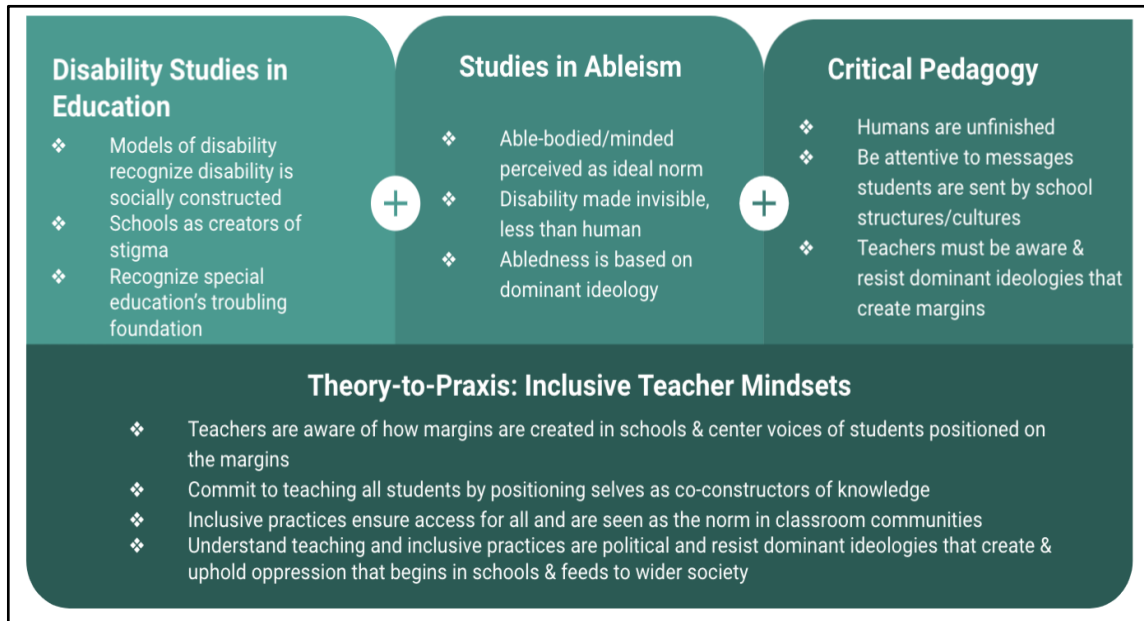 Disability Studies in
Education
❖ Models of disability
recognize disability is
socially constructed
❖ Schools as creators of
stigma
❖ Recognize special
education's troubling
foundation
+
Studies in Ableism
❖ Able-bodied/minded
perceived as ideal norm
❖ Disability made invisible,
less than human
❖ Abledness is based on
dominant ideology
+
Critical Pedagogy
❖ Humans are unfinished
❖ Be attentive to messages
students are sent by school
structures/cultures
❖ Teachers must be aware &
resist dominant ideologies that
create margins
Theory-to-Praxis: Inclusive Teacher Mindsets
❖ Teachers are aware of how margins are created in schools & center voices of students positioned on
the margins
❖ Commit to teaching all students by positioning selves as co-constructors of knowledge
❖ Inclusive practices ensure access for all and are seen as the norm in classroom communities
❖ Understand teaching and inclusive practices are political and resist dominant ideologies that create &
uphold oppression that begins in schools & feeds to wider society